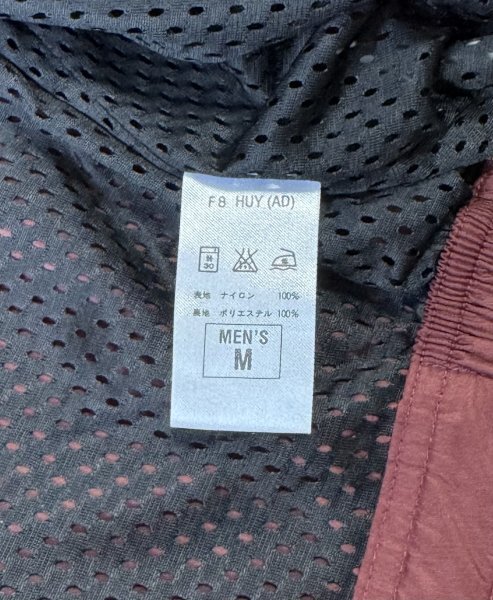 F8 HUY (AD)
30
表地 ナイロン 100%
裏地 ポリエステル 100%
MEN'S
M